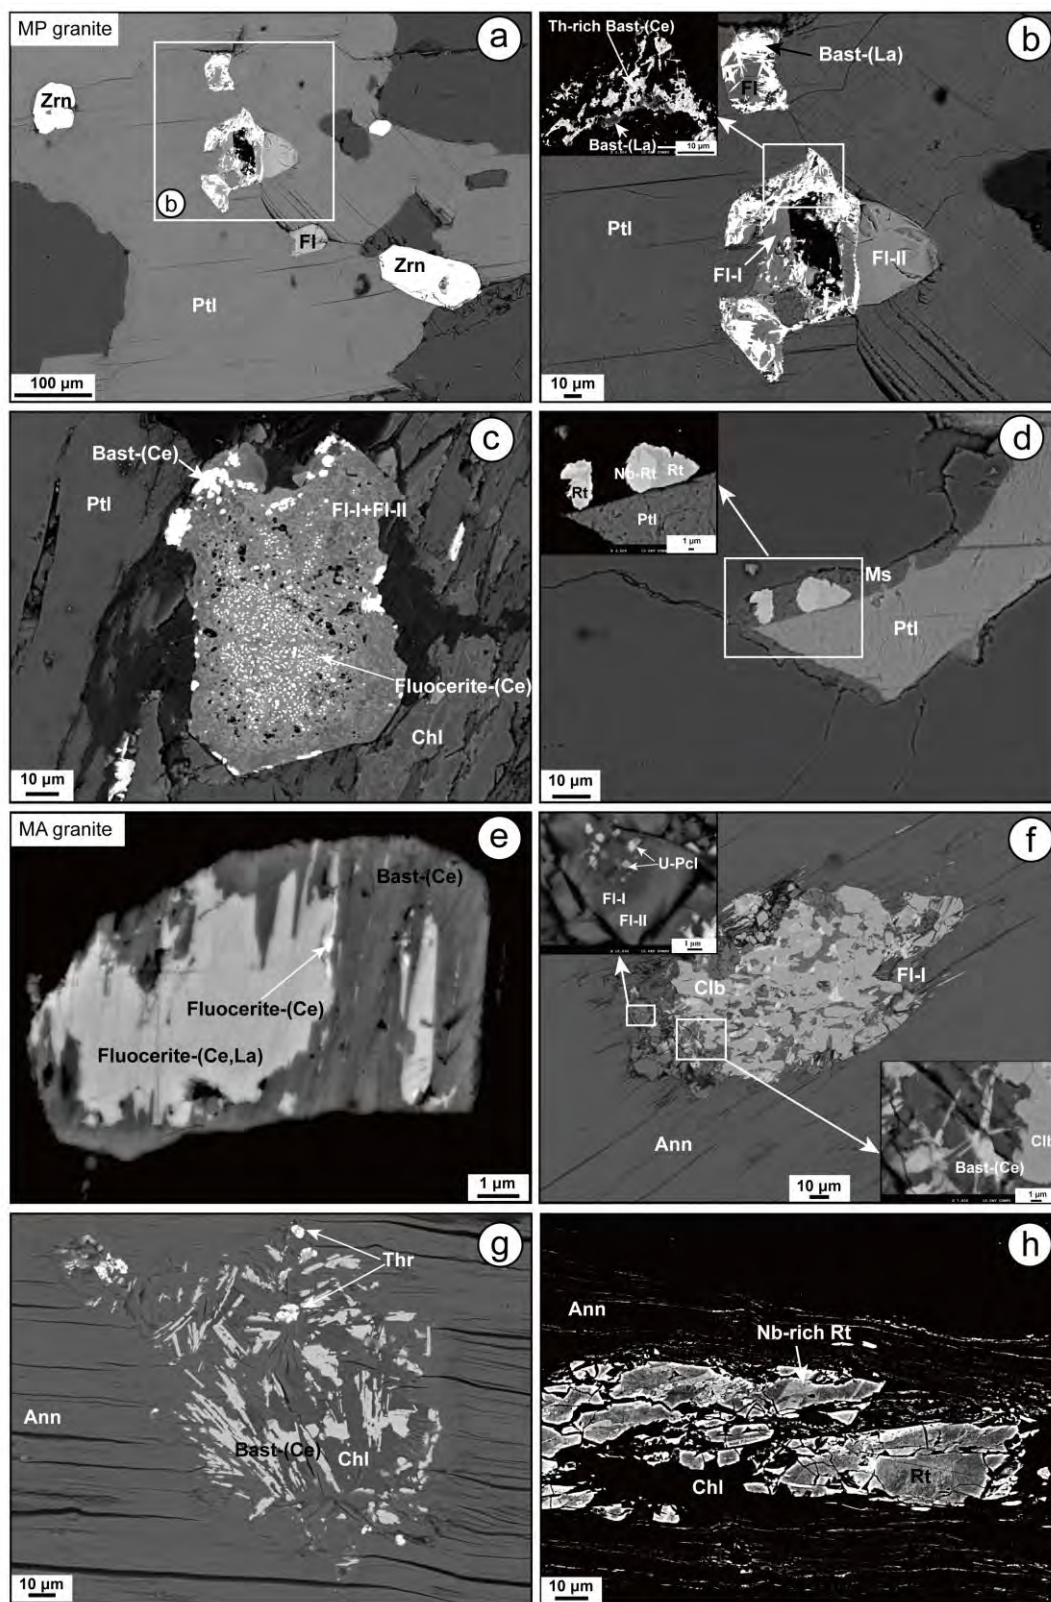 MP granite
a
Zrn
b
Fl
Zrn
Ptl
100 µm
Th-rich Bast-(Ce)
Bast-(La)
10 µm
b
Bast-(La)
Fl
Ptl
Fl-I
Fl-II
10 µm
c
Bast-(Ce)
Ptl
Fl-I+Fl-II
Fluocerite-(Ce)
Chl
10 µm
d
Nb-Rt
Rt
Rt
Ptl
1 µm
Ms
Ptl
10 µm
MA granite
e
Bast-(Ce)
Fluocerite-(Ce)
Fluocerite-(Ce,La)
1 µm
f
U-Pcl
Fl-I
Fl-II
1 µm
Clb
Fl-I
Ann
10 µm
Clb
Bast-(Ce)
1 µm
g
Thr
Ann
Bast-(Ce)
Chl
10 µm
h
Ann
Nb-rich Rt
Rt
Chl
10 µm